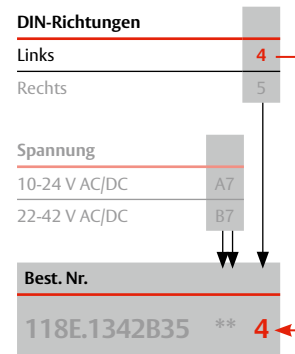 DIN-Richtungen
Links 4
Rechts 5
Spannung
10-24 V AC/DC A7
22-42 V AC/DC B7
Best. Nr.
118E.1342B35 ** 4